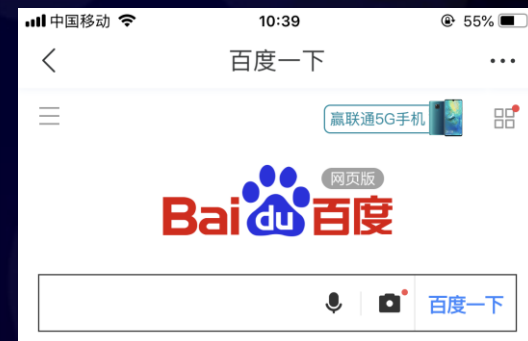 中国移动 10:39 55%
百度一下
赢联通5G手机
网页版
Bai du 百度
百度一下